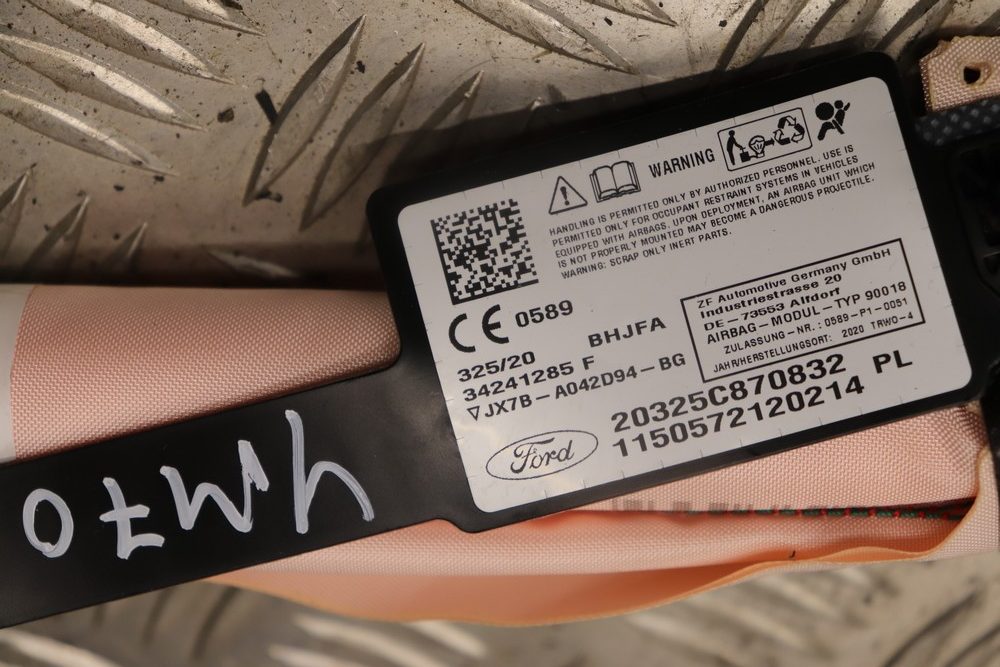 WARNING
HANDLING IS PERMITTED ONLY BY AUTHORIZED PERSONNEL. USE IS
PERMITTED ONLY FOR OCCUPANT RESTRAINT SYSTEMS IN VEHICLES
EQUIPPED WITH AIRBAGS. UPON DEPLOYMENT, AN AIRBAG UNIT WHICH
IS NOT PROPERLY MOUNTED MAY BECOME A DANGEROUS PROJECTILE.
WARNING: SCRAP ONLY INERT PARTS.
CE 0589
BHJFA
325/20
34241285 F
▽JX7B-A042D94-BG
ZF Automotive Germany GmbH
Industriestrasse 20
DE-73553 Alfdorf
AIRBAG-MODUL-TYP 90018
ZULASSUNG-NR.: 0589-P1-0051
JAHR/HERSTELLUNGSORT: 2020 TRWO-4
20325C870832 PL
1150572120214
Ford